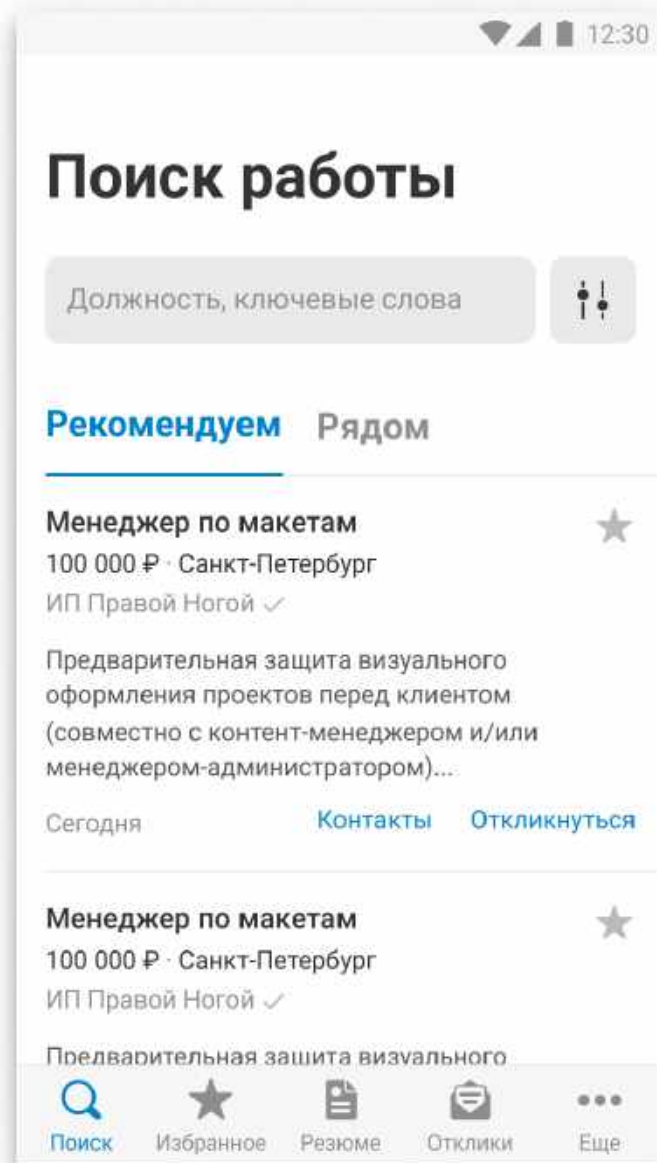 12:30
Поиск работы
Должность, ключевые слова
Рекомендуем Рядом
Менеджер по макетам
100 000 ₽ · Санкт-Петербург
ИП Правой Ногой
Предварительная защита визуального
оформления проектов перед клиентом
(совместно с контент-менеджером и/или
менеджером-администратором)...
Сегодня Контакты Откликнуться
Менеджер по макетам
100 000 ₽ · Санкт-Петербург
ИП Правой Ногой
Предварительная защита визуального
Поиск Избранное Резюме Отклики Еще